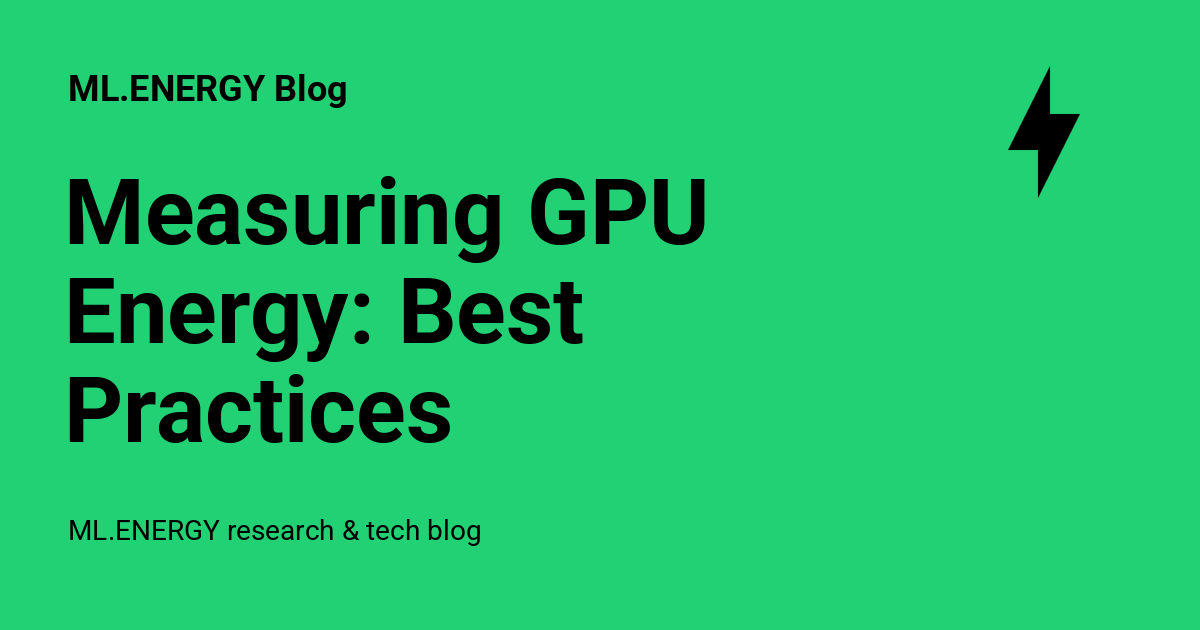 ML.ENERGY Blog
Measuring GPU
Energy: Best
Practices
ML.ENERGY research & tech blog